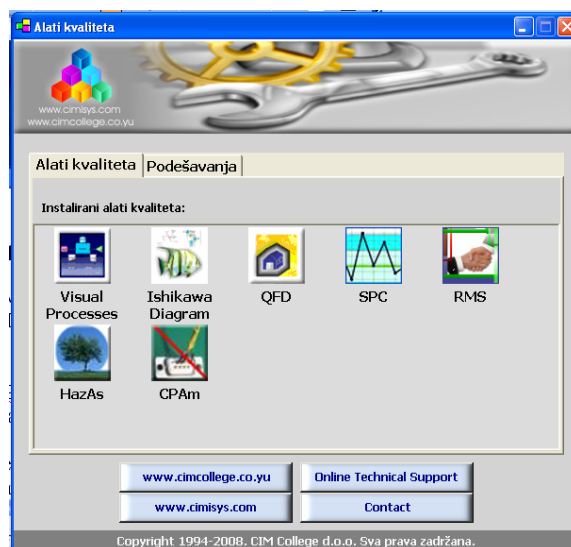 Alati kvaliteta
www.cimisys.com
www.cimcollege.co.yu
Alati kvaliteta Podešavanja
Instalirani alati kvaliteta:
Visual Processes
Ishikawa Diagram
QFD
SPC
RMS
HazAs
CPAm
www.cimcollege.co.yu
Online Technical Support
www.cimisys.com
Contact
Copyright 1994-2008. CIM College d.o.o. Sva prava zadržana.